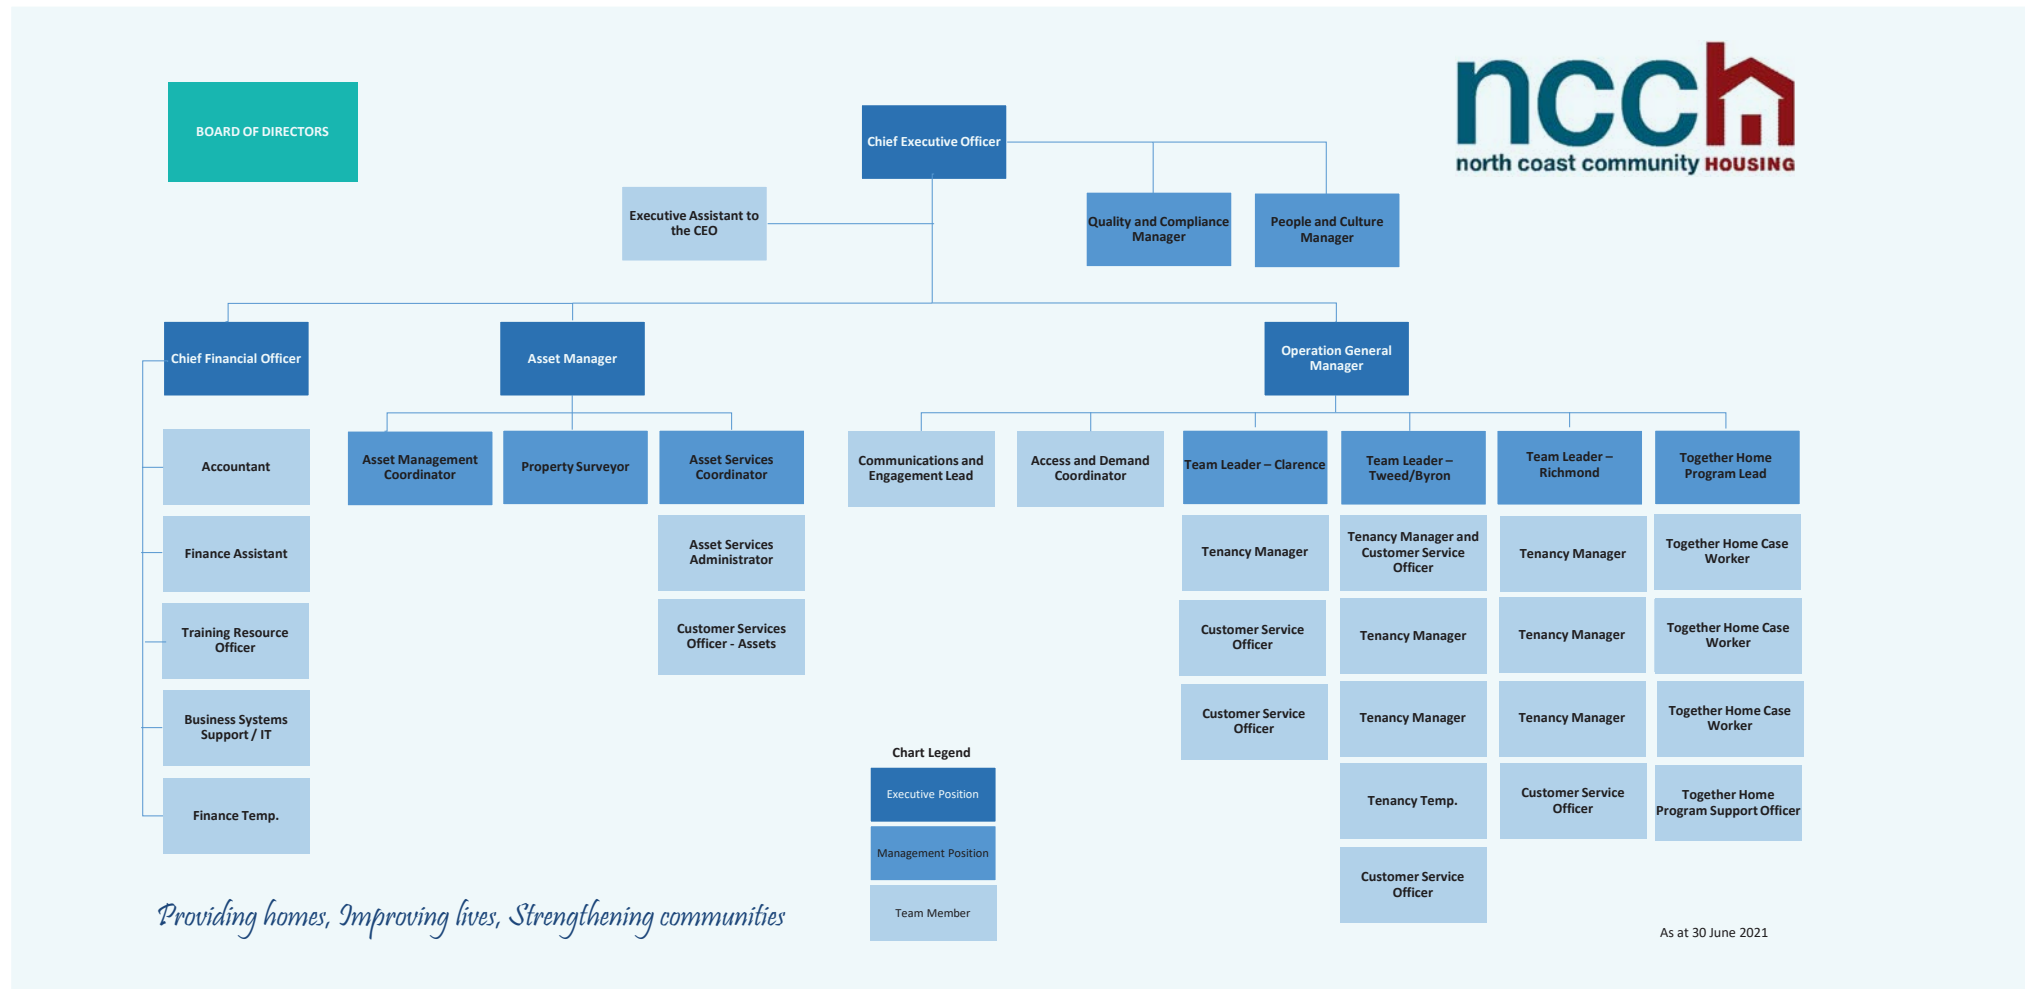 BOARD OF DIRECTORS
ncch
north coast community HOUSING
Chief Executive Officer
Executive Assistant to
the CEO
Quality and Compliance
Manager
People and Culture
Manager
Chief Financial Officer
Asset Manager
Operation General
Manager
Accountant
Finance Assistant
Training Resource
Officer
Business Systems
Support / IT
Finance Temp.
Asset Management
Coordinator
Property Surveyor
Asset Services
Coordinator
Asset Services
Administrator
Customer Services
Officer - Assets
Communications and
Engagement Lead
Access and Demand
Coordinator
Team Leader – Clarence
Tenancy Manager
Customer Service
Officer
Customer Service
Officer
Team Leader –
Tweed/Byron
Tenancy Manager and
Customer Service
Officer
Tenancy Manager
Tenancy Manager
Tenancy Temp.
Customer Service
Officer
Team Leader –
Richmond
Tenancy Manager
Tenancy Manager
Tenancy Manager
Customer Service
Officer
Together Home
Program Lead
Together Home Case
Worker
Together Home Case
Worker
Together Home Case
Worker
Together Home
Program Support Officer
Chart Legend
Executive Position
Management Position
Team Member
Providing homes, Improving lives, Strengthening communities
As at 30 June 2021